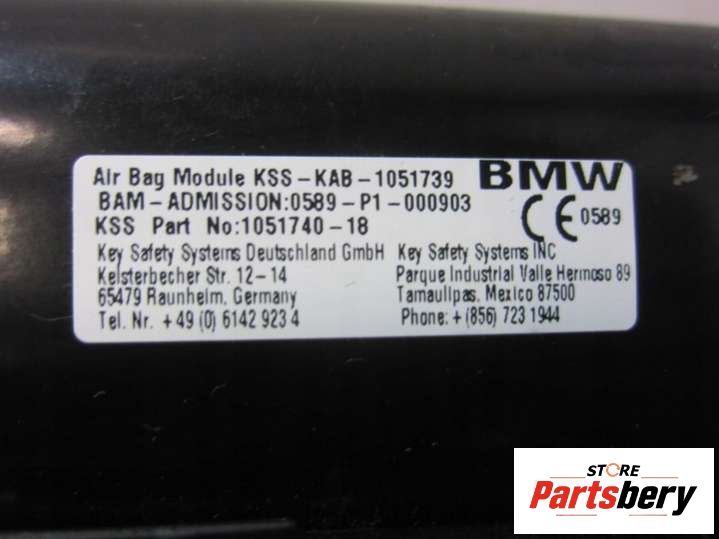 Air Bag Module KSS-KAB-1051739
BMW
BAM-ADMISSION:0589-P1-000903
KSS Part No:1051740-18
CE 0589
Key Safety Systems Deutschland GmbH
Kelsterbecher Str. 12-14
65479 Raunheim, Germany
Tel. Nr. +49 (0) 6142 923 4
Key Safety Systems INC
Parque Industrial Valle Hermoso 89
Tamaullpas, Mexico 87500
Phone: + (856) 723 1944
STORE
Partsbery